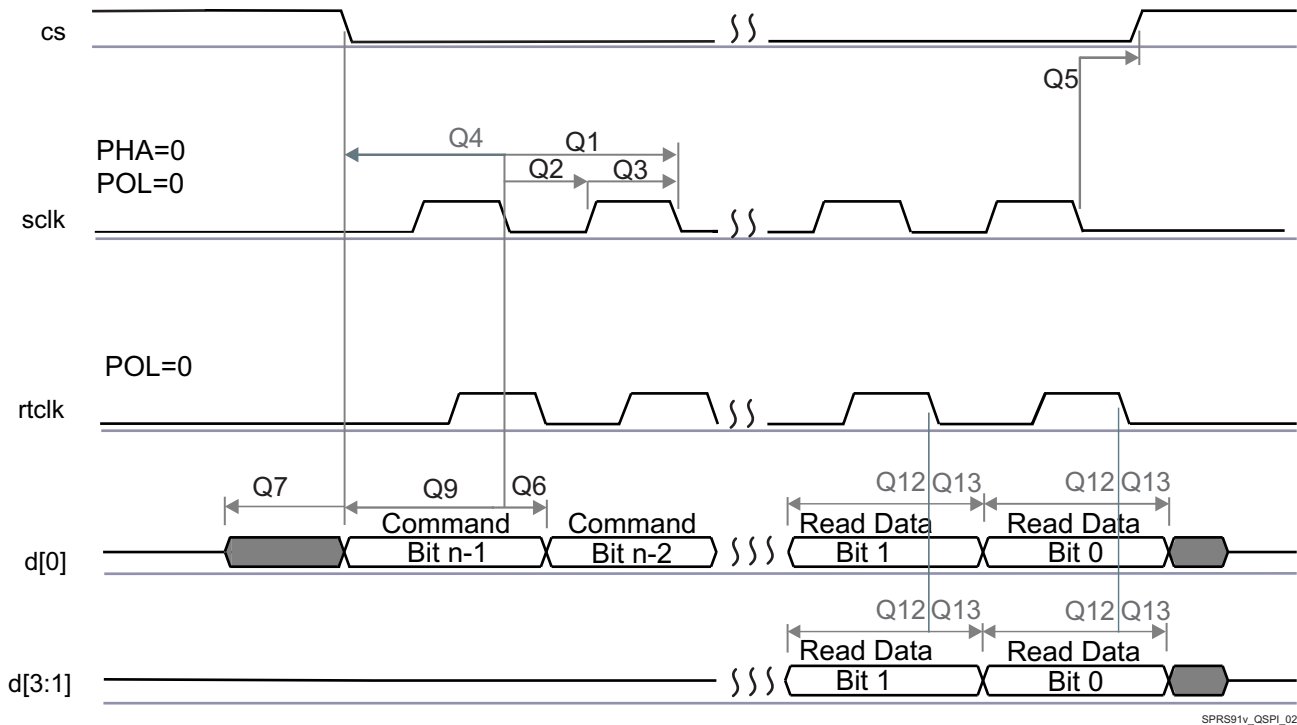 cs
Q5
PHA=0
POL=0
Q4
Q1
Q2
Q3
sclk
POL=0
rtclk
Q7
Q9
Q6
Q12
Q13
Q12
Q13
d[0]
Command
Bit n-1
Command
Bit n-2
Read Data
Bit 1
Read Data
Bit 0
Q12
Q13
Q12
Q13
d[3:1]
Read Data
Bit 1
Read Data
Bit 0
SPRS91v_QSPI_02